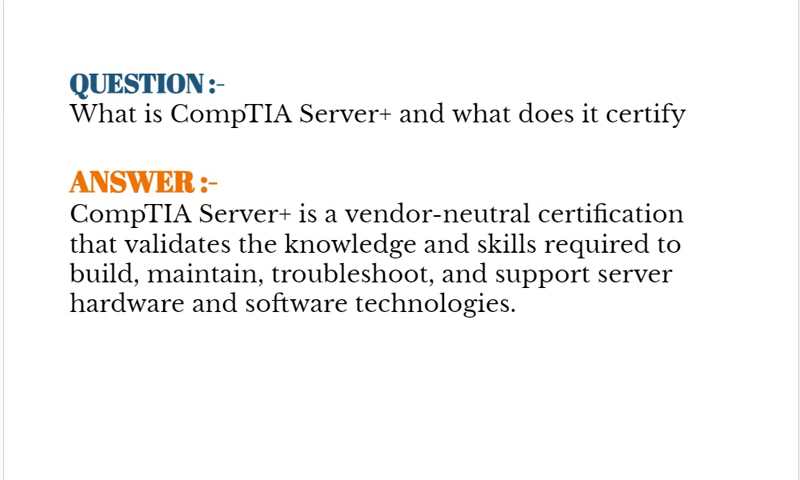 QUESTION :-
What is CompTIA Server+ and what does it certify
ANSWER :-
CompTIA Server+ is a vendor-neutral certification
that validates the knowledge and skills required to
build, maintain, troubleshoot, and support server
hardware and software technologies.